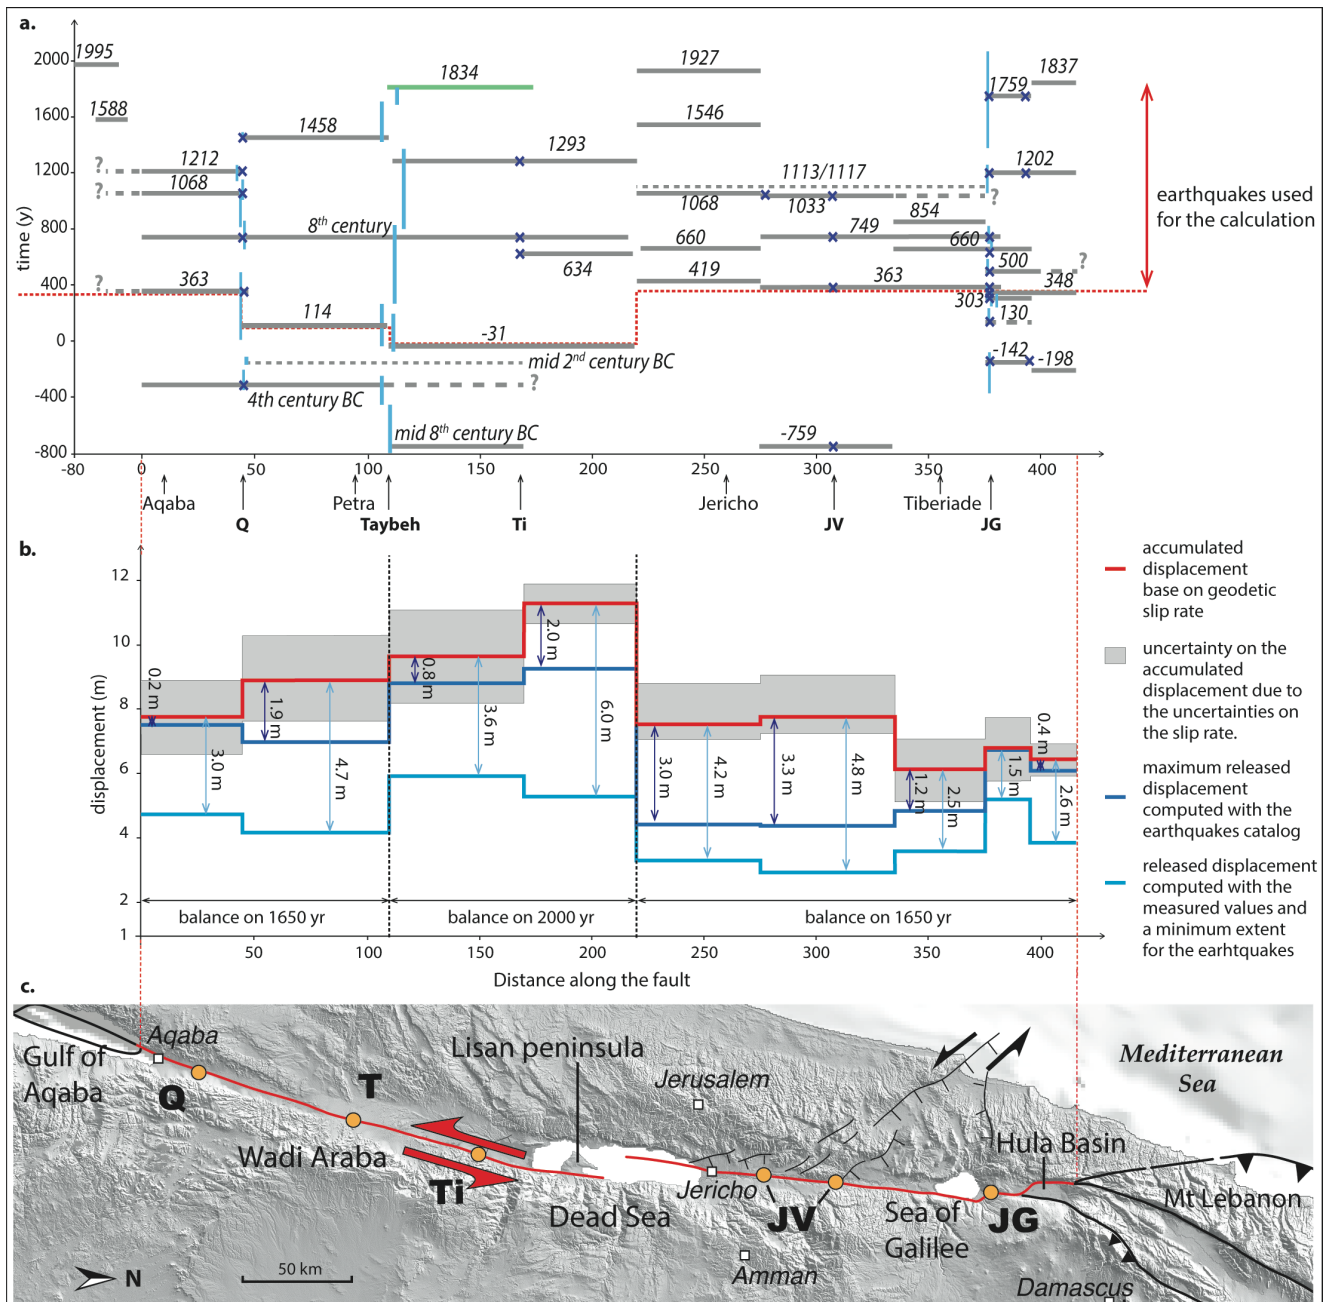 a.
2000
1600
1200
800
400
0
-400
-800
time (y)
1995
1588
1212
1068
363
?
?
?
1458
8th century
114
4th century BC
1834
1293
634
-31
mid 2nd century BC
?
mid 8th century BC
1927
1546
1113/1117
1068
1033
?
660
749
854
660
419
363
-759
1759
1837
1202
500
?
348
303
130
-142
-198
earthquakes used
for the calculation
-80
0
50
100
150
200
250
300
350
400
Aqaba
Petra
Jericho
Tiberiade
Q
Taybeh
Ti
JV
JG
b.
12
10
8
6
4
2
1
displacement (m)
0.2 m
3.0 m
1.9 m
4.7 m
0.8 m
3.6 m
2.0 m
6.0 m
3.0 m
4.2 m
3.3 m
4.8 m
1.2 m
2.5 m
1.5 m
0.4 m
2.6 m
balance on 1650 yr
balance on 2000 yr
balance on 1650 yr
50
100
150
200
250
300
350
400
Distance along the fault
accumulated
displacement
base on geodetic
slip rate
uncertainty on the
accumulated
displacement due to
the uncertainties on
the slip rate.
maximum released
displacement
computed with the
earthquakes catalog
released displacement
computed with the
measured values and
a minimum extent
for the earhtquakes
c.
Gulf of
Aqaba
Aqaba
Q
T
Wadi Araba
Ti
Lisan peninsula
Dead Sea
Jerusalem
Jericho
JV
Amman
Sea of
Galilee
JG
Hula Basin
Mediterranean
Sea
Mt Lebanon
Damascus
N
50 km